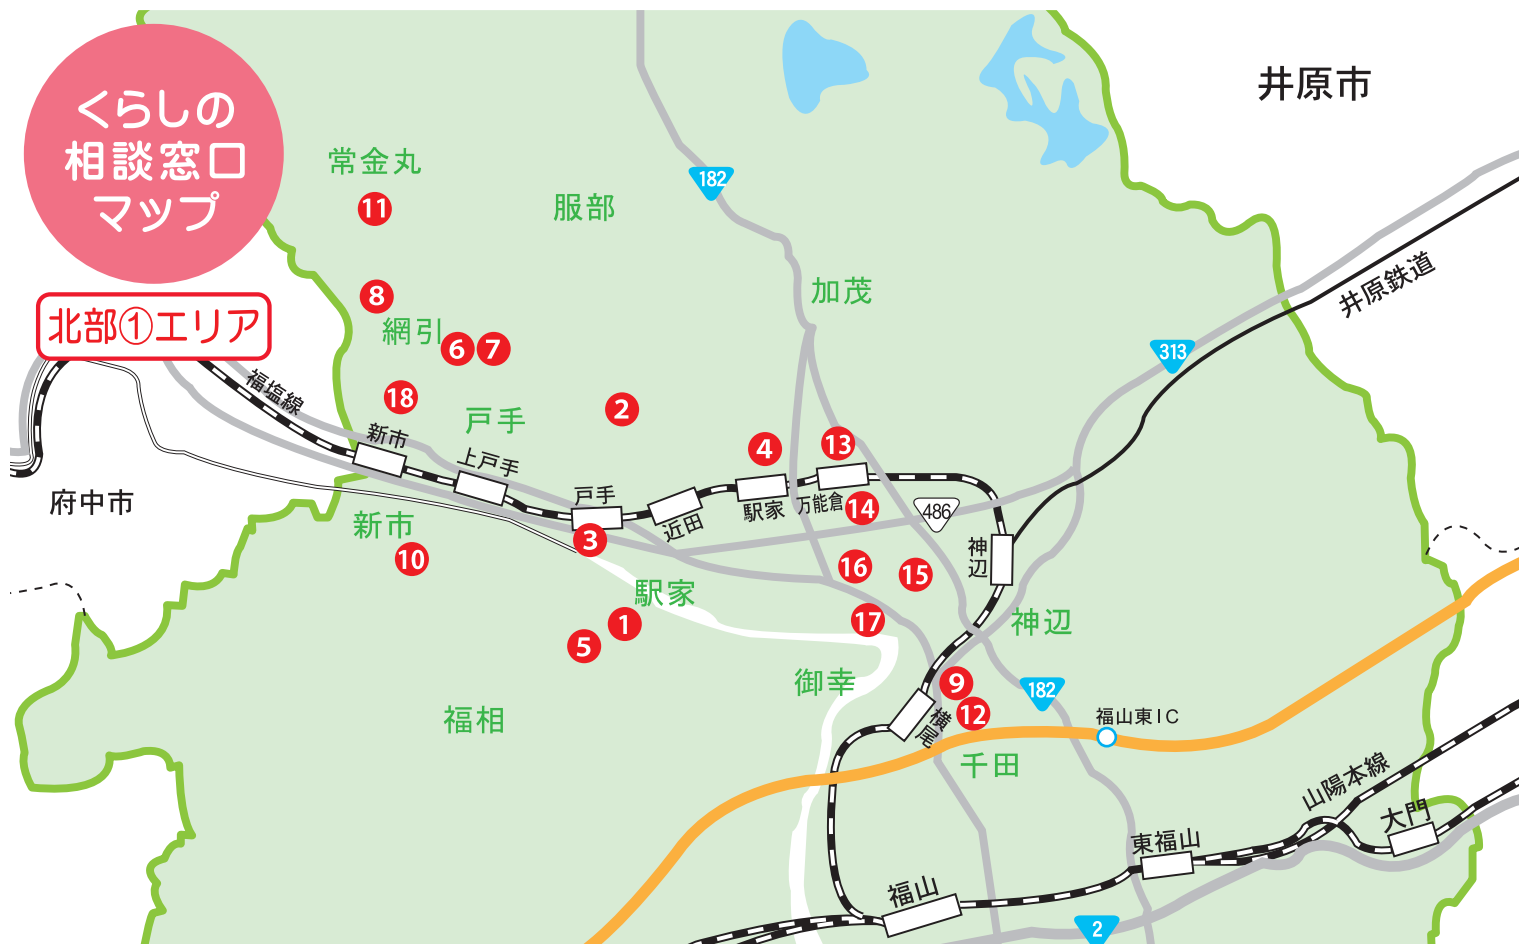 くらしの
相談窓口
マップ
北部①エリア
井原市
常金丸
11
服部
182
加茂
8
網引
6
7
313
井原鉄道
福塩線
18
戸手
2
新市
上戸手
4
13
府中市
戸手
近田
駅家
万能倉
14
486
新市
3
10
神辺
16
15
駅家
1
17
神辺
5
御幸
9
182
12
福相
横尾
福山東IC
千田
山陽本線
大門
東福山
福山
2